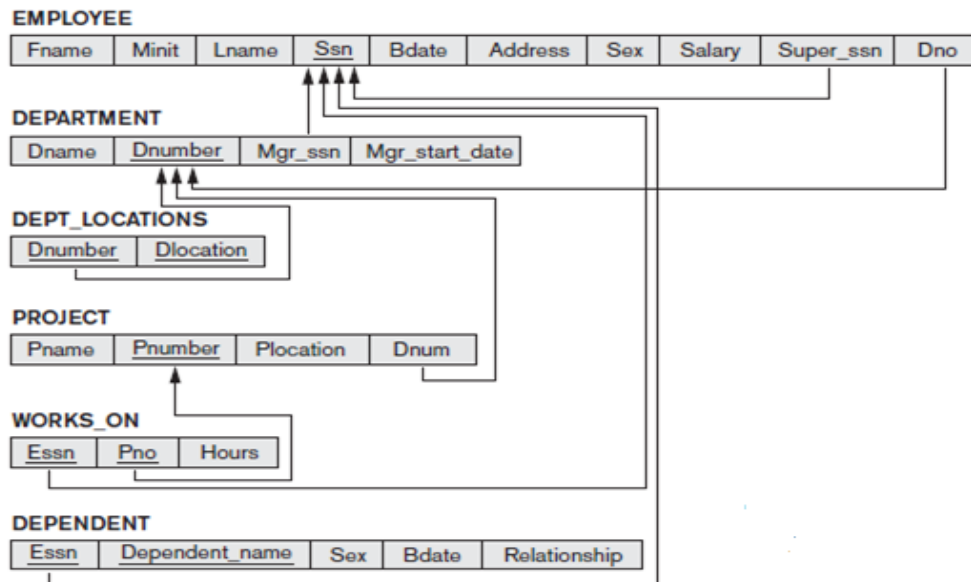 EMPLOYEE
Fname Minit Lname Ssn Bdate Address Sex Salary Super_ssn Dno
DEPARTMENT
Dname Dnumber Mgr_ssn Mgr_start_date
DEPT_LOCATIONS
Dnumber Dlocation
PROJECT
Pname Pnumber Plocation Dnum
WORKS_ON
Essn Pno Hours
DEPENDENT
Essn Dependent_name Sex Bdate Relationship